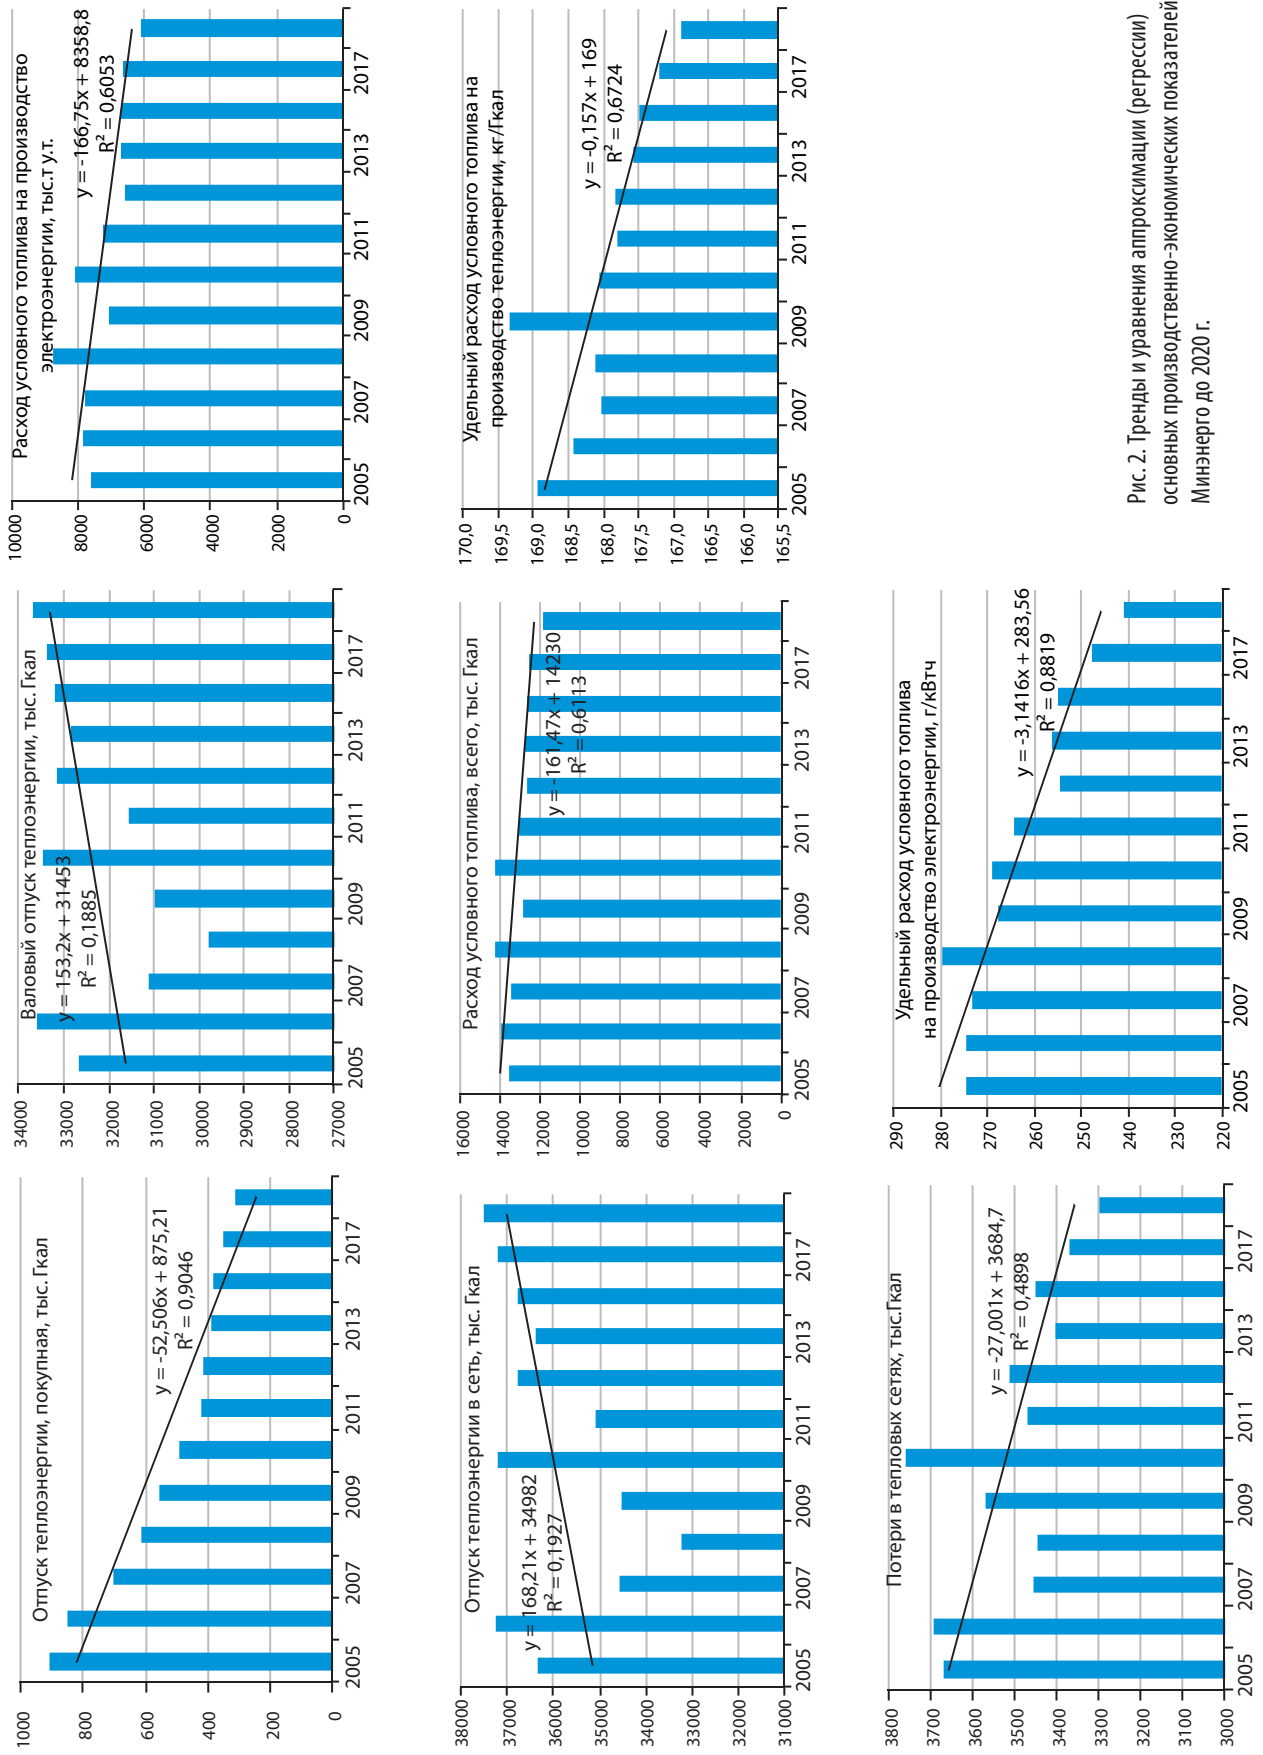 Отпуск теплоэнергии, покупная, тыс. Гкал
1000
800
600
400
200
0
y = -52,506x + 875,21
R² = 0,9046
2005 2007 2009 2011 2013 2017
Валовый отпуск теплоэнергии, тыс. Гкал
34000
33000
32000
31000
30000
29000
28000
27000
y = 153,2x + 31453
R² = 0,1885
2005 2007 2009 2011 2013 2017
Расход условного топлива на производство
электроэнергии, тыс.т у.т.
10000
8000
6000
4000
2000
0
y = -166,75x + 8358,8
R² = 0,6053
2005 2007 2009 2011 2013 2017
Отпуск теплоэнергии в сеть, тыс. Гкал
38000
37000
36000
35000
34000
33000
32000
31000
y = 168,21x + 34982
R² = 0,1927
2005 2007 2009 2011 2013 2017
Расход условного топлива, всего, тыс. Гкал
16000
14000
12000
10000
8000
6000
4000
2000
0
y = -161,47x + 14230
R² = 0,6113
2005 2007 2009 2011 2013 2017
Удельный расход условного топлива на
производство теплоэнергии, кг/Гкал
170,0
169,5
169,0
168,5
168,0
167,5
167,0
166,5
166,0
165,5
y = -0,157x + 169
R² = 0,6724
2005 2007 2009 2011 2013 2017
Потери в тепловых сетях, тыс.Гкал
3800
3700
3600
3500
3400
3300
3200
3100
3000
y = -27,001x + 3684,7
R² = 0,4898
2005 2007 2009 2011 2013 2017
Удельный расход условного топлива
на производство электроэнергии, г/кВтч
290
280
270
260
250
240
230
220
y = -3,1416x + 283,56
R² = 0,8819
2005 2007 2009 2011 2013 2017
Рис. 2. Тренды и уравнения аппроксимации (регрессии)
основных производственно-экономических показателей
Минэнерго до 2020 г.